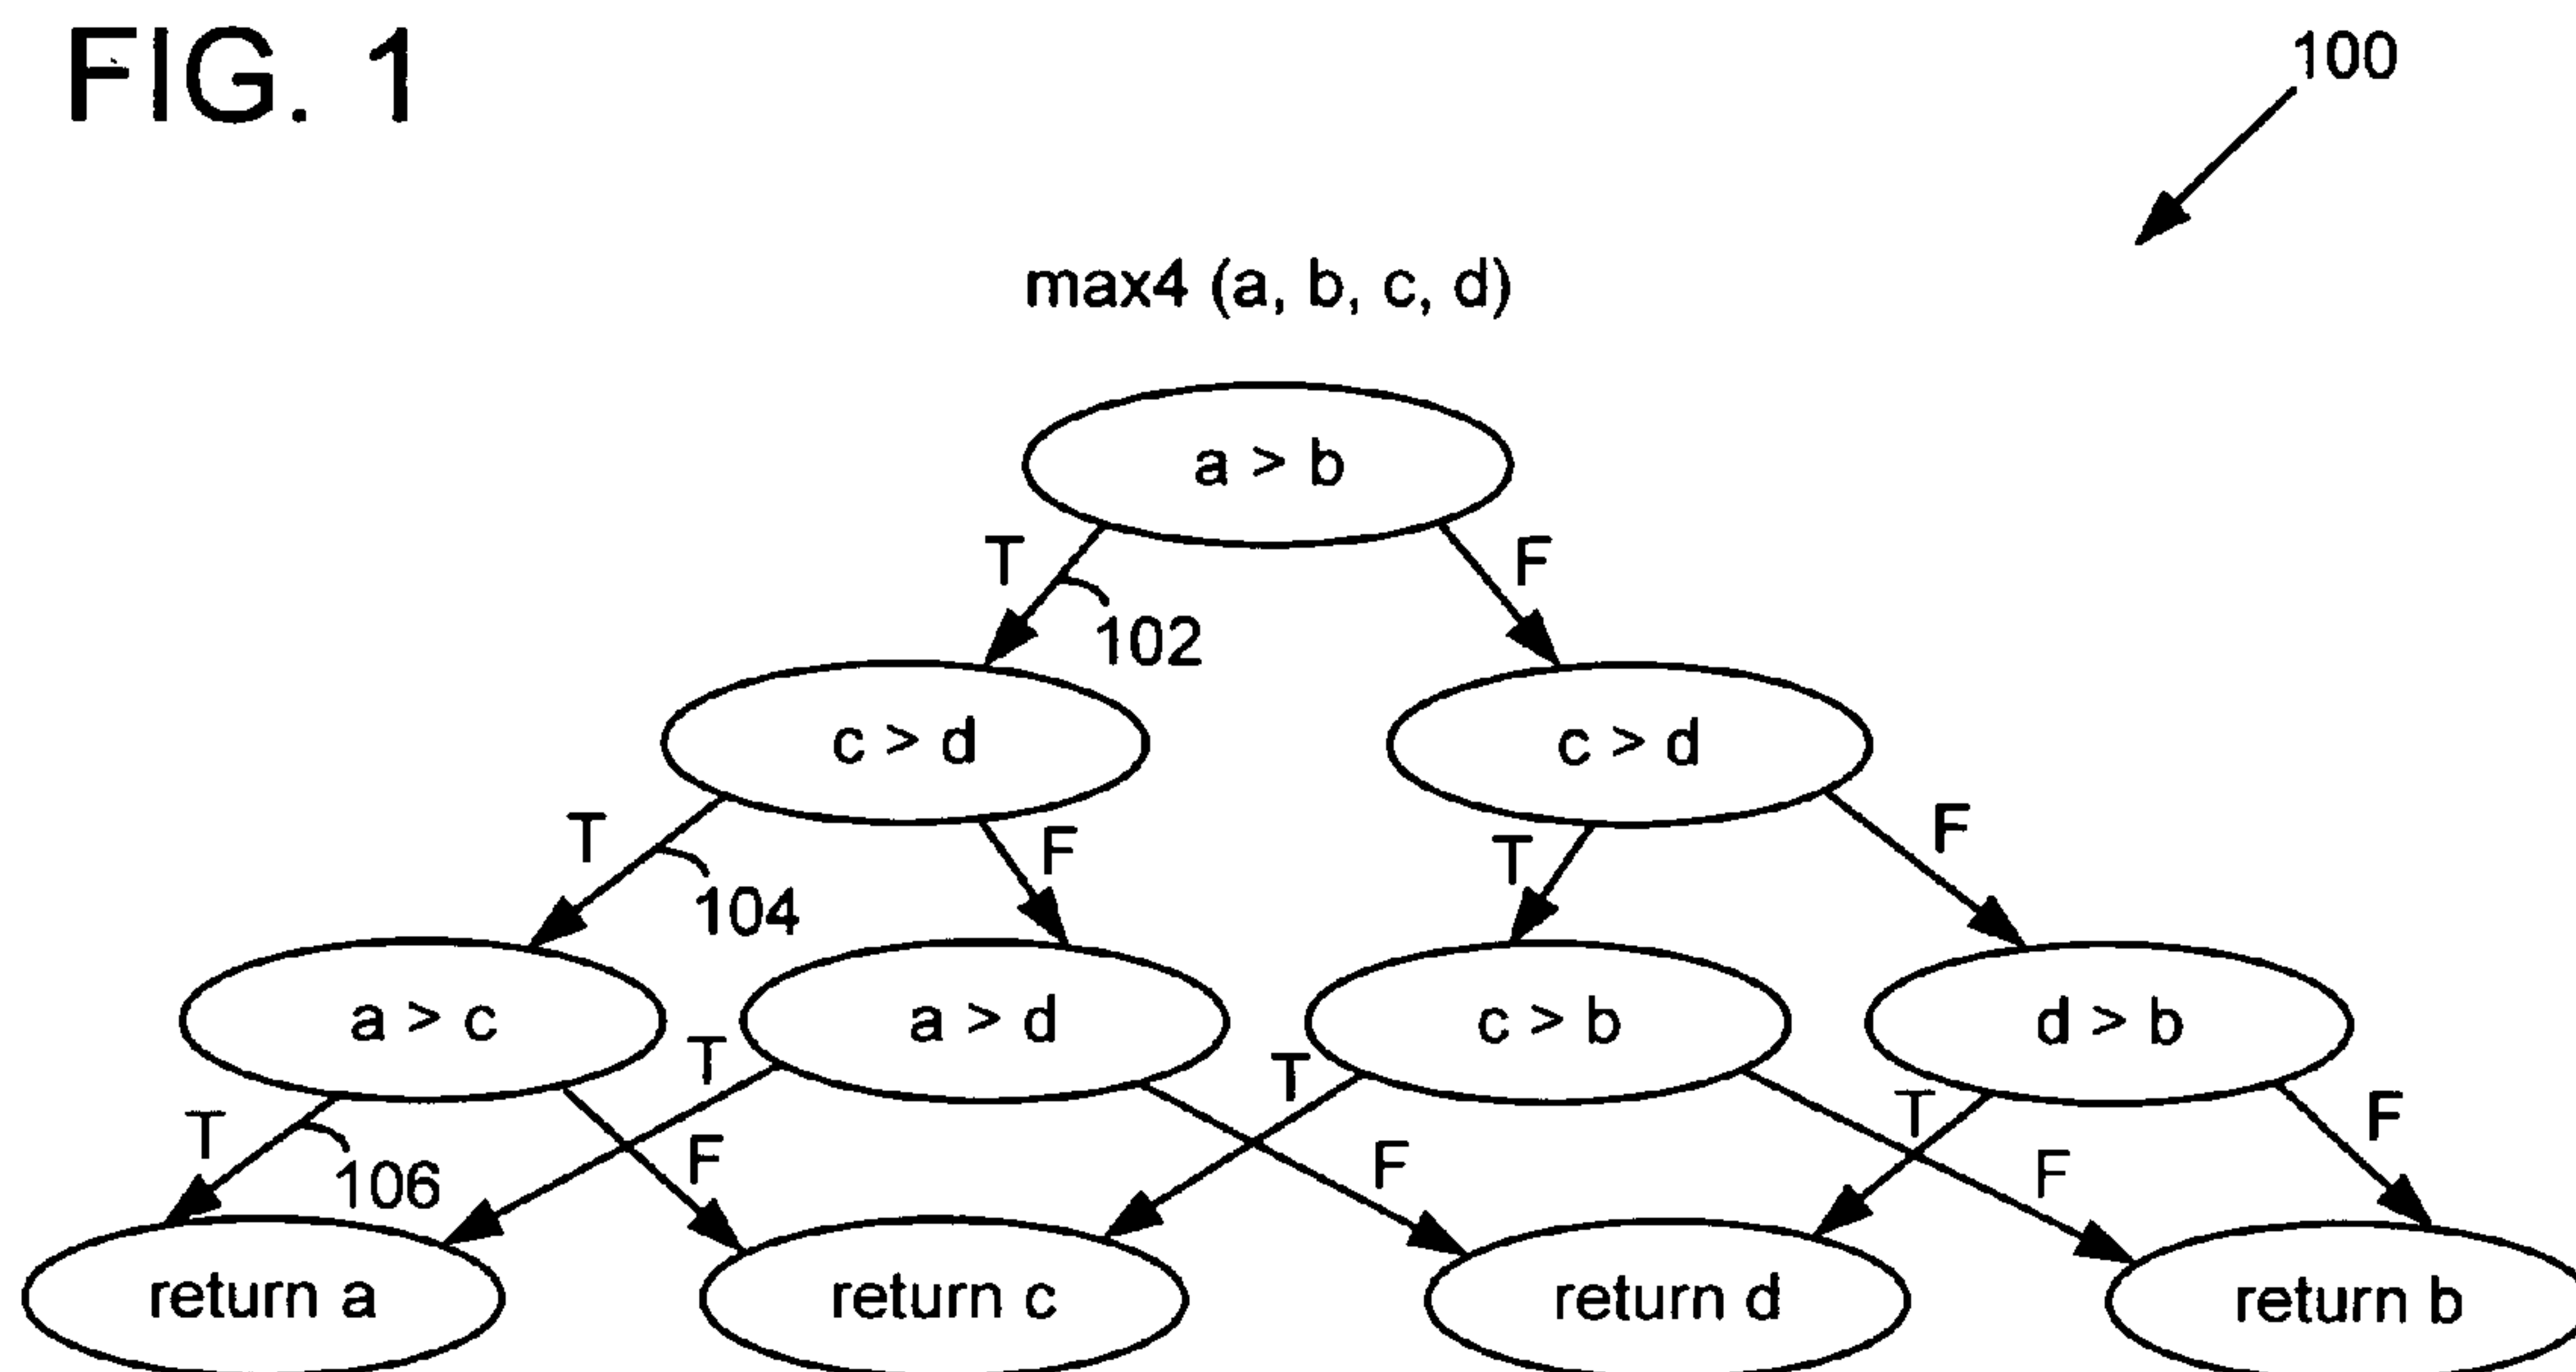 FIG. 1
100
max4 (a, b, c, d)
a > b
T
F
102
c > d
c > d
T
F
T
F
104
a > c
a > d
c > b
d > b
T
T
T
T
F
F
F
F
106
return a
return c
return d
return b